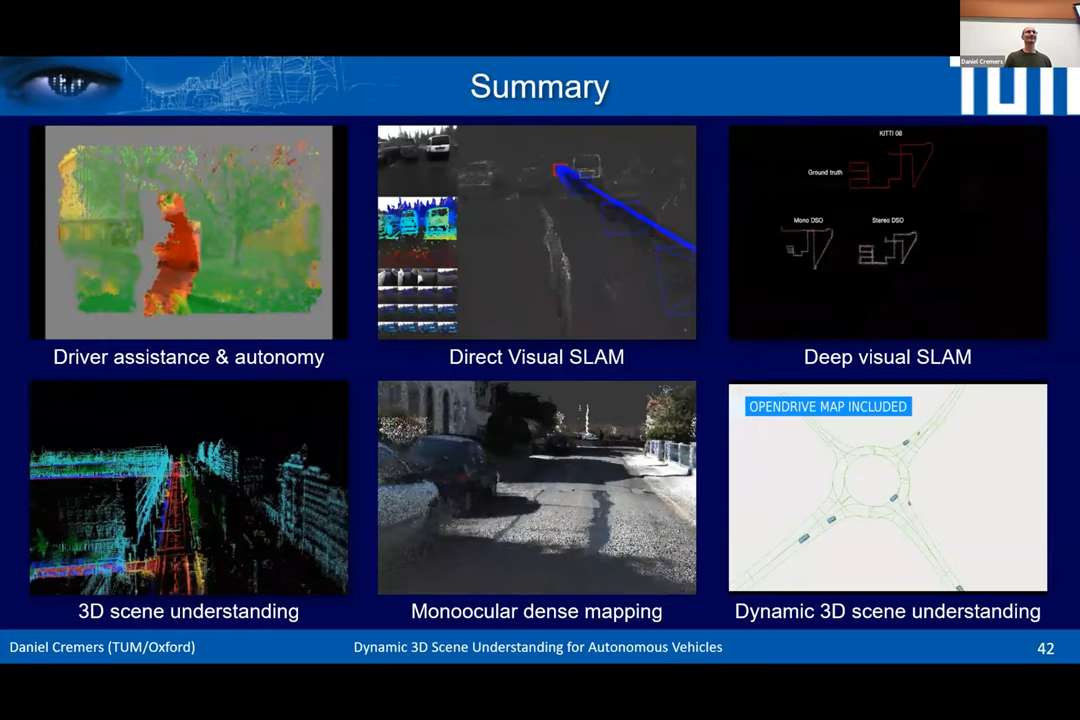 Daniel Cremers
Summary
TUM
KITTI 08
Ground truth
Mono DSO
Stereo DSO
Driver assistance & autonomy
Direct Visual SLAM
Deep visual SLAM
OPENDRIVE MAP INCLUDED
3D scene understanding
Monoocular dense mapping
Dynamic 3D scene understanding
Daniel Cremers (TUM/Oxford)
Dynamic 3D Scene Understanding for Autonomous Vehicles
42